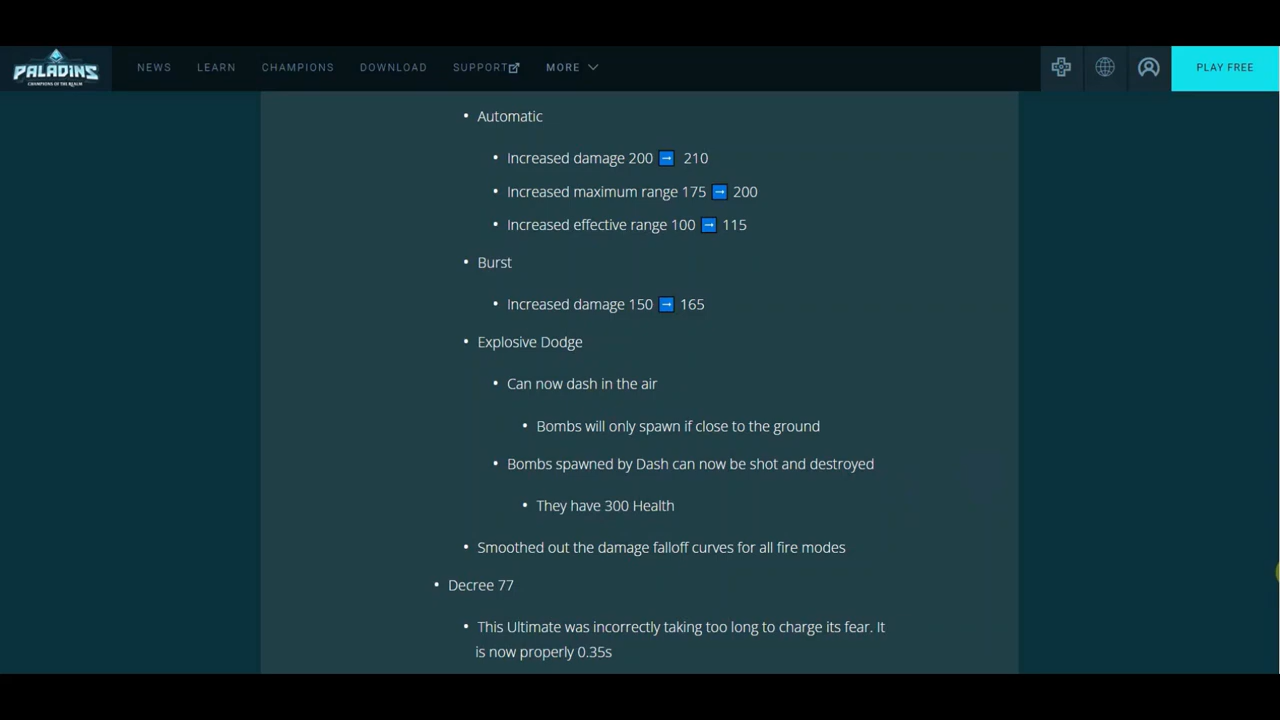 PALADINS
CHAMPIONS OF THE REALM
NEWS LEARN CHAMPIONS DOWNLOAD SUPPORT MORE PLAY FREE
• Automatic
• Increased damage 200 ➡ 210
• Increased maximum range 175 ➡ 200
• Increased effective range 100 ➡ 115
• Burst
• Increased damage 150 ➡ 165
• Explosive Dodge
• Can now dash in the air
• Bombs will only spawn if close to the ground
• Bombs spawned by Dash can now be shot and destroyed
• They have 300 Health
• Smoothed out the damage falloff curves for all fire modes
• Decree 77
• This Ultimate was incorrectly taking too long to charge its fear. It
is now properly 0.35s